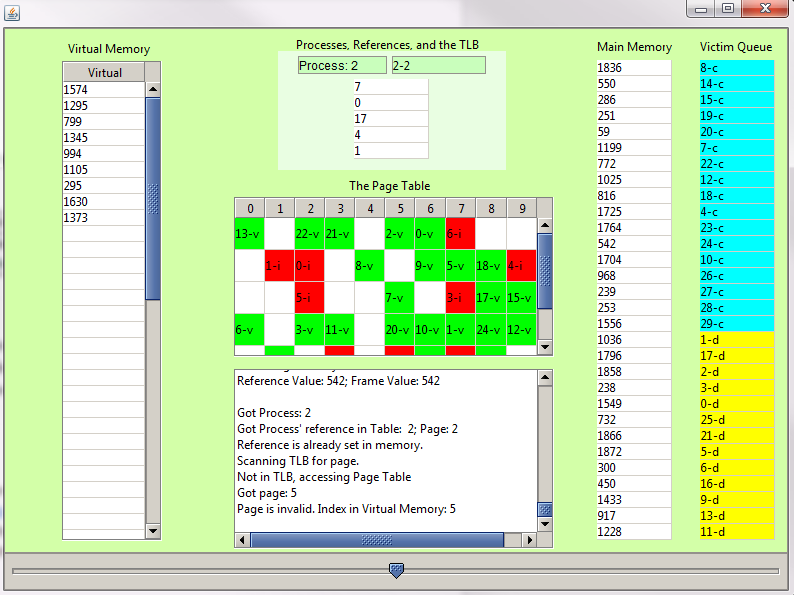 Virtual Memory
Virtual
1574
1295
799
1345
994
1105
295
1630
1373
Processes, References, and the TLB
Process: 2 2-2
7
0
17
4
1
The Page Table
0 1 2 3 4 5 6 7 8 9
13-v 22-v 21-v 2-v 0-v 6-i
1-i 0-i 8-v 9-v 5-v 18-v 4-i
5-i 7-v 3-i 17-v 15-v
6-v 3-v 11-v 20-v 10-v 1-v 24-v 12-v
Reference Value: 542; Frame Value: 542
Got Process: 2
Got Process' reference in Table: 2; Page: 2
Reference is already set in memory.
Scanning TLB for page.
Not in TLB, accessing Page Table
Got page: 5
Page is invalid. Index in Virtual Memory: 5
Main Memory
1836
550
286
251
59
1199
772
1025
816
1725
1764
542
1704
968
239
253
1556
1036
1796
1858
238
1549
732
1866
1872
300
450
1433
917
1228
Victim Queue
8-c
14-c
15-c
19-c
20-c
7-c
22-c
12-c
18-c
4-c
23-c
24-c
10-c
26-c
27-c
28-c
29-c
1-d
17-d
2-d
3-d
0-d
25-d
21-d
5-d
6-d
16-d
9-d
13-d
11-d